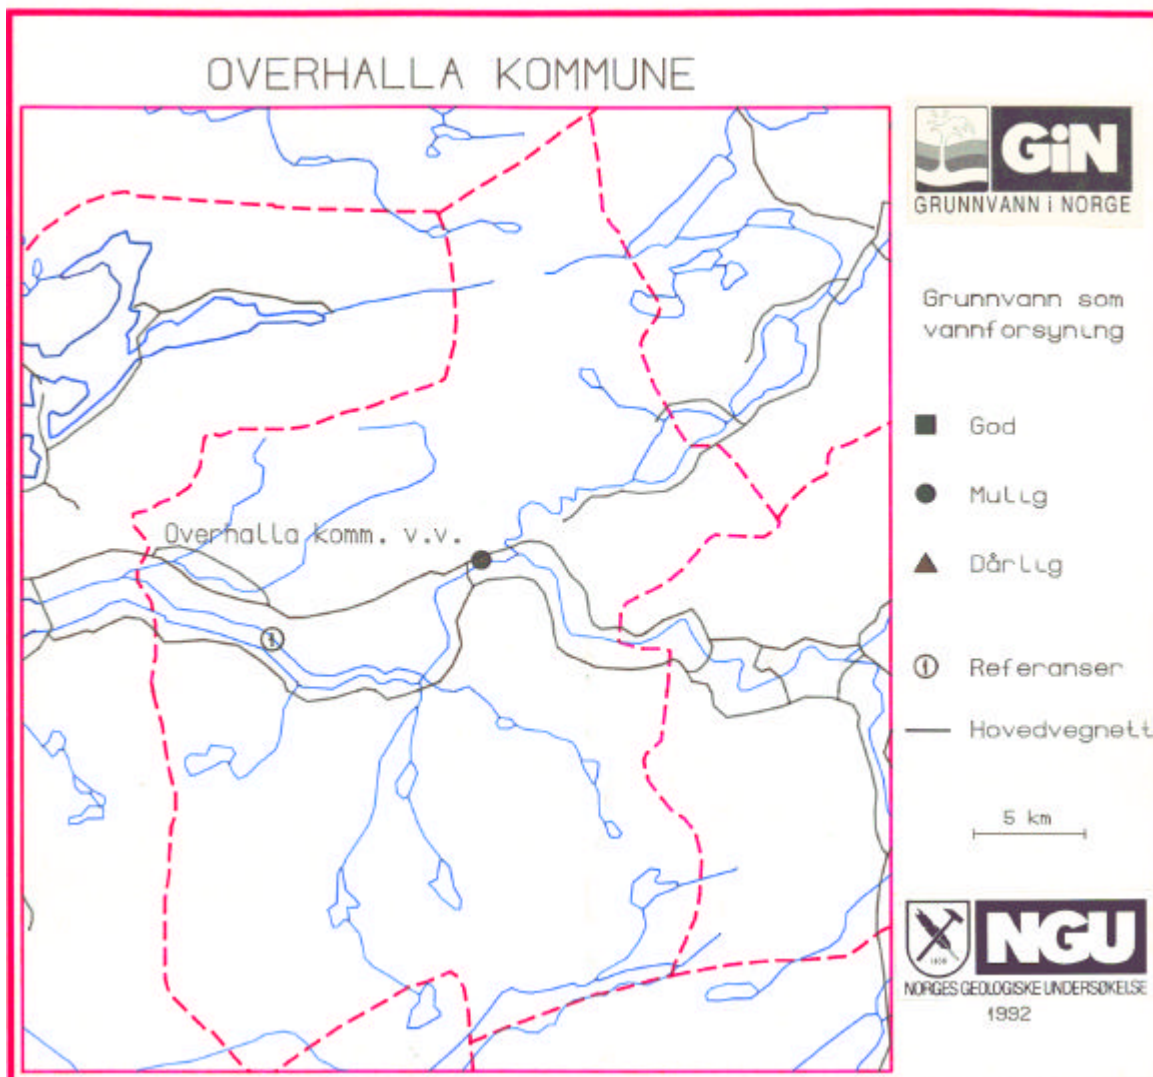 OVERHALLA KOMMUNE
GiN
GRUNNVANN i NORGE
Grunnvann som
vannforsyning
God
Mulig
Dårlig
1 Referanser
Hovedvegnett
5 km
Overhalla komm. v.v.
1
NGU
NORGES GEOLOGISKE UNDERSØKELSE
1992